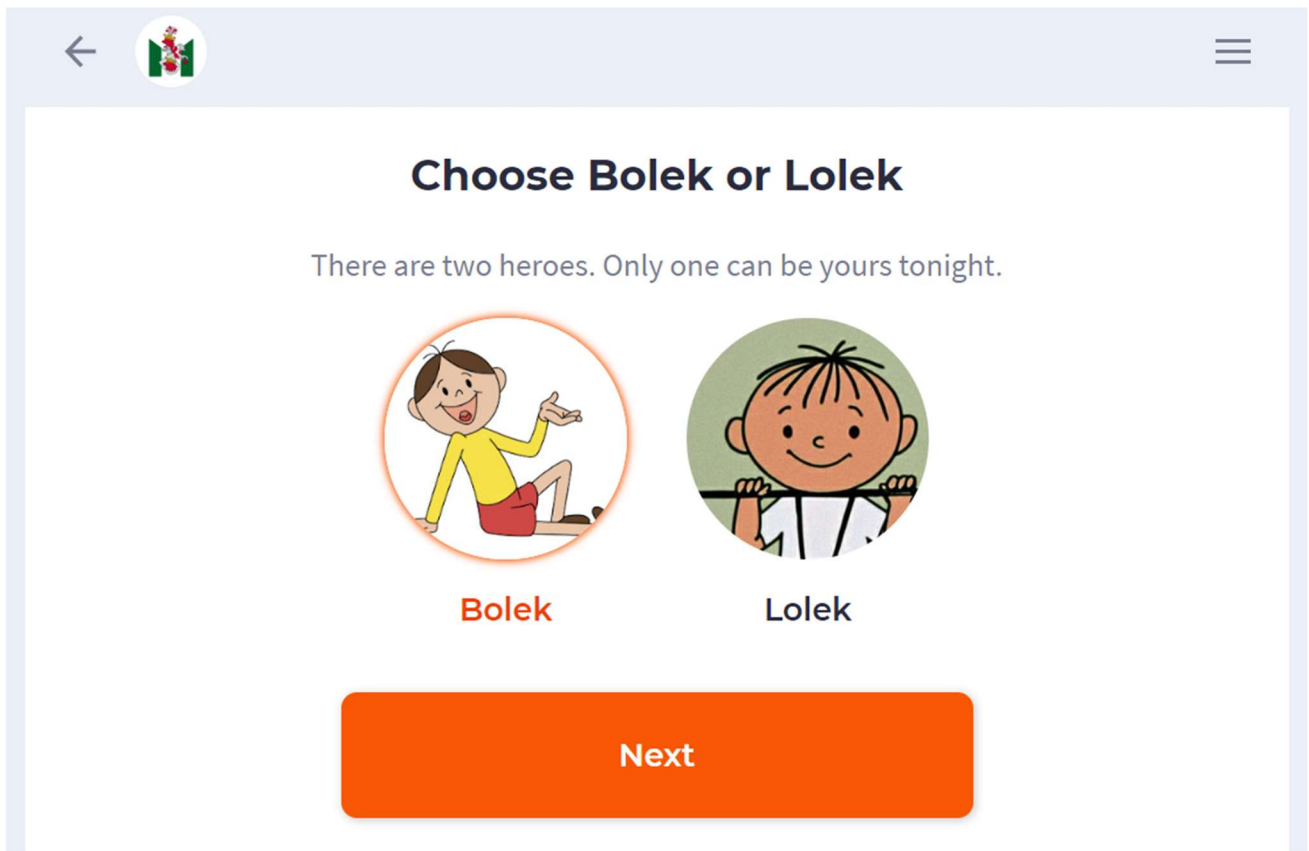 Choose Bolek or Lolek
There are two heroes. Only one can be yours tonight.
Bolek
Lolek
Next